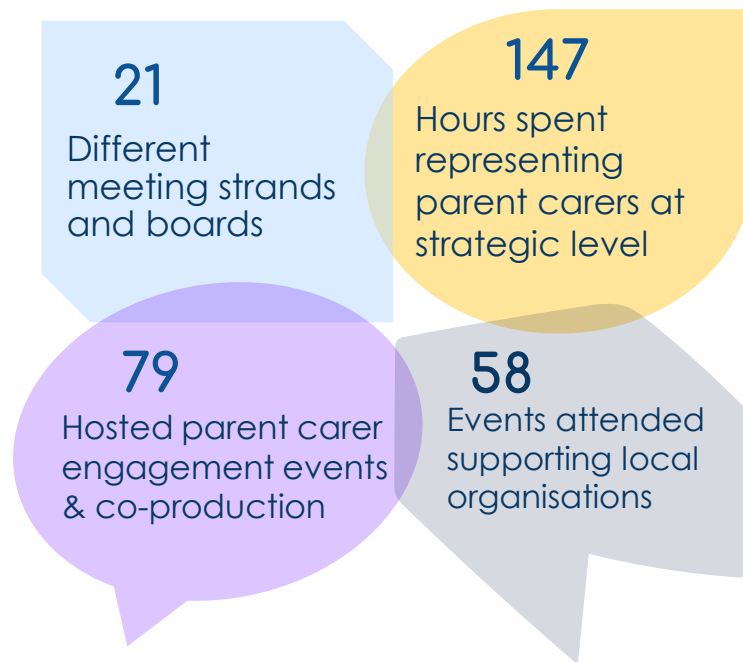 21
Different
meeting strands
and boards
147
Hours spent
representing
parent carers at
strategic level
79
Hosted parent carer
engagement events
& co-production
58
Events attended
supporting local
organisations